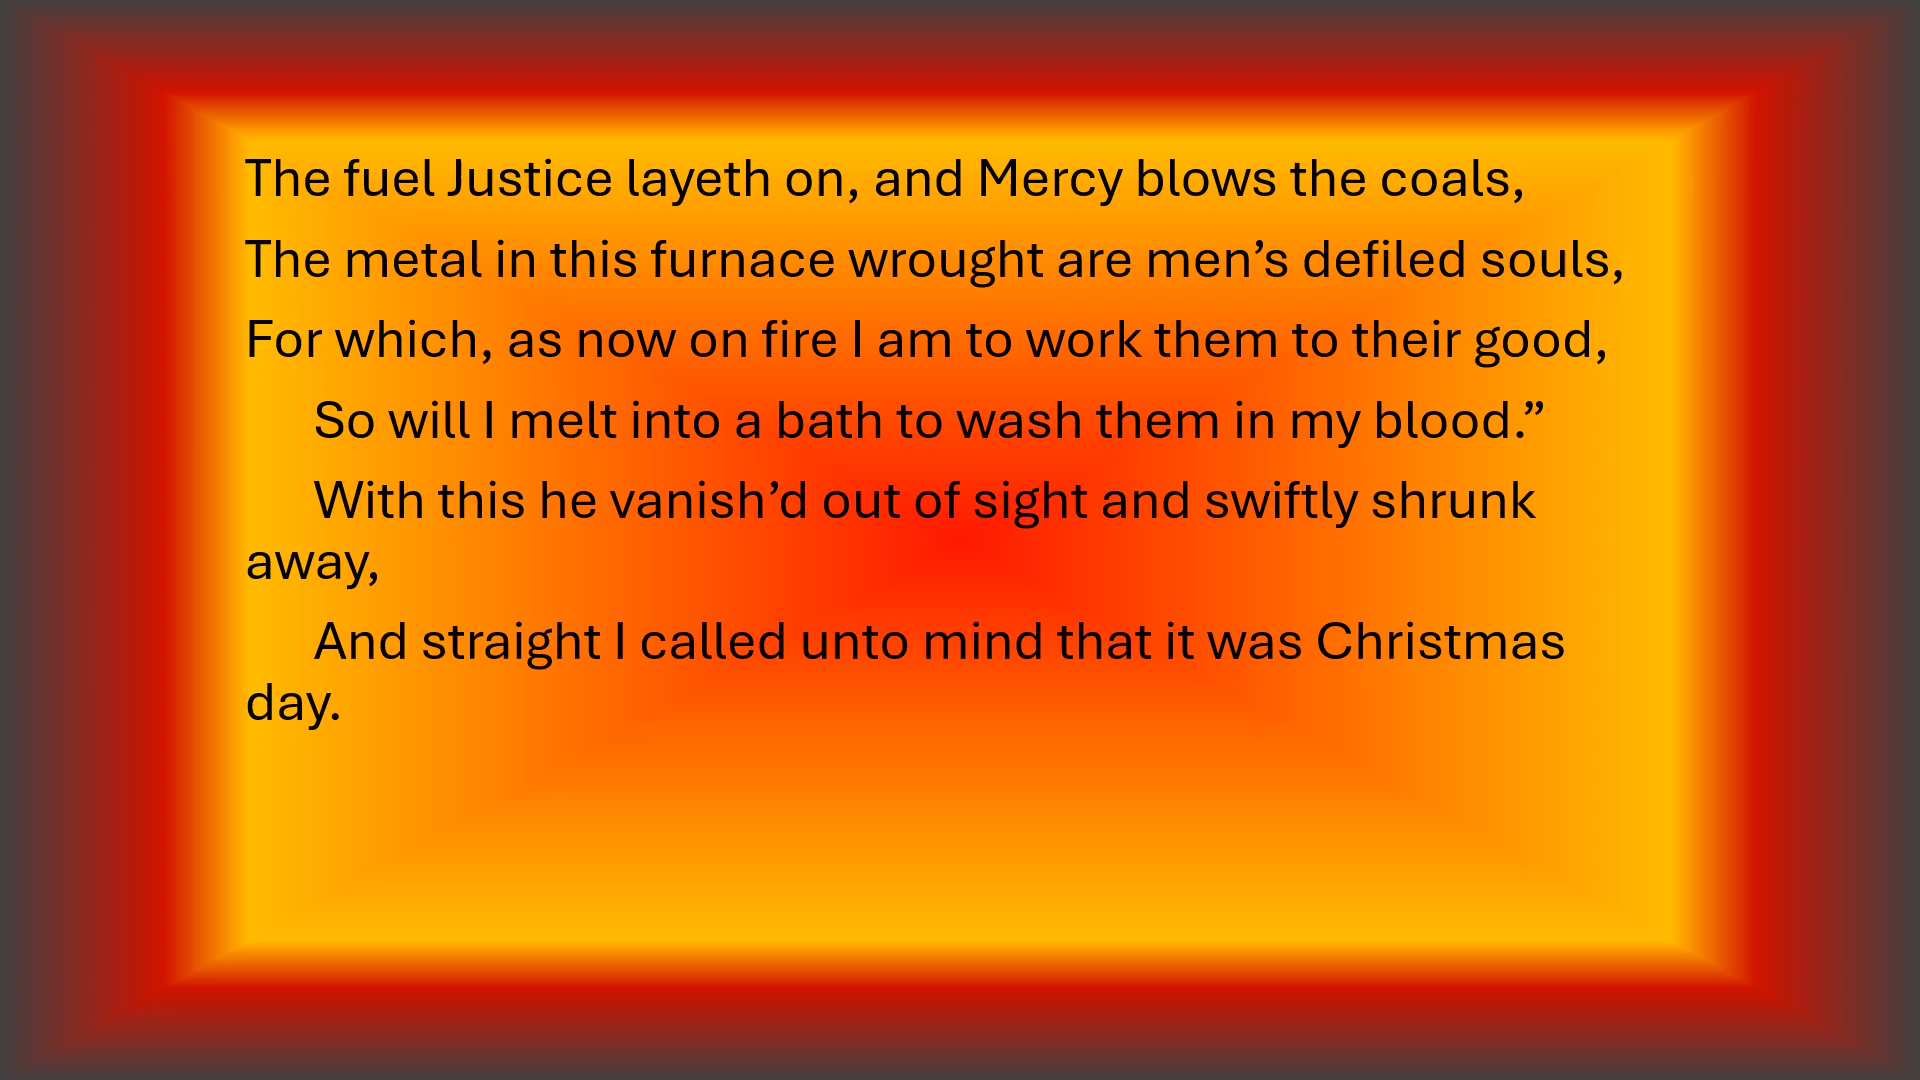 The fuel Justice layeth on, and Mercy blows the coals,
The metal in this furnace wrought are men’s defiled souls,
For which, as now on fire I am to work them to their good,
So will I melt into a bath to wash them in my blood.”
With this he vanish’d out of sight and swiftly shrunk
away,
And straight I called unto mind that it was Christmas
day.